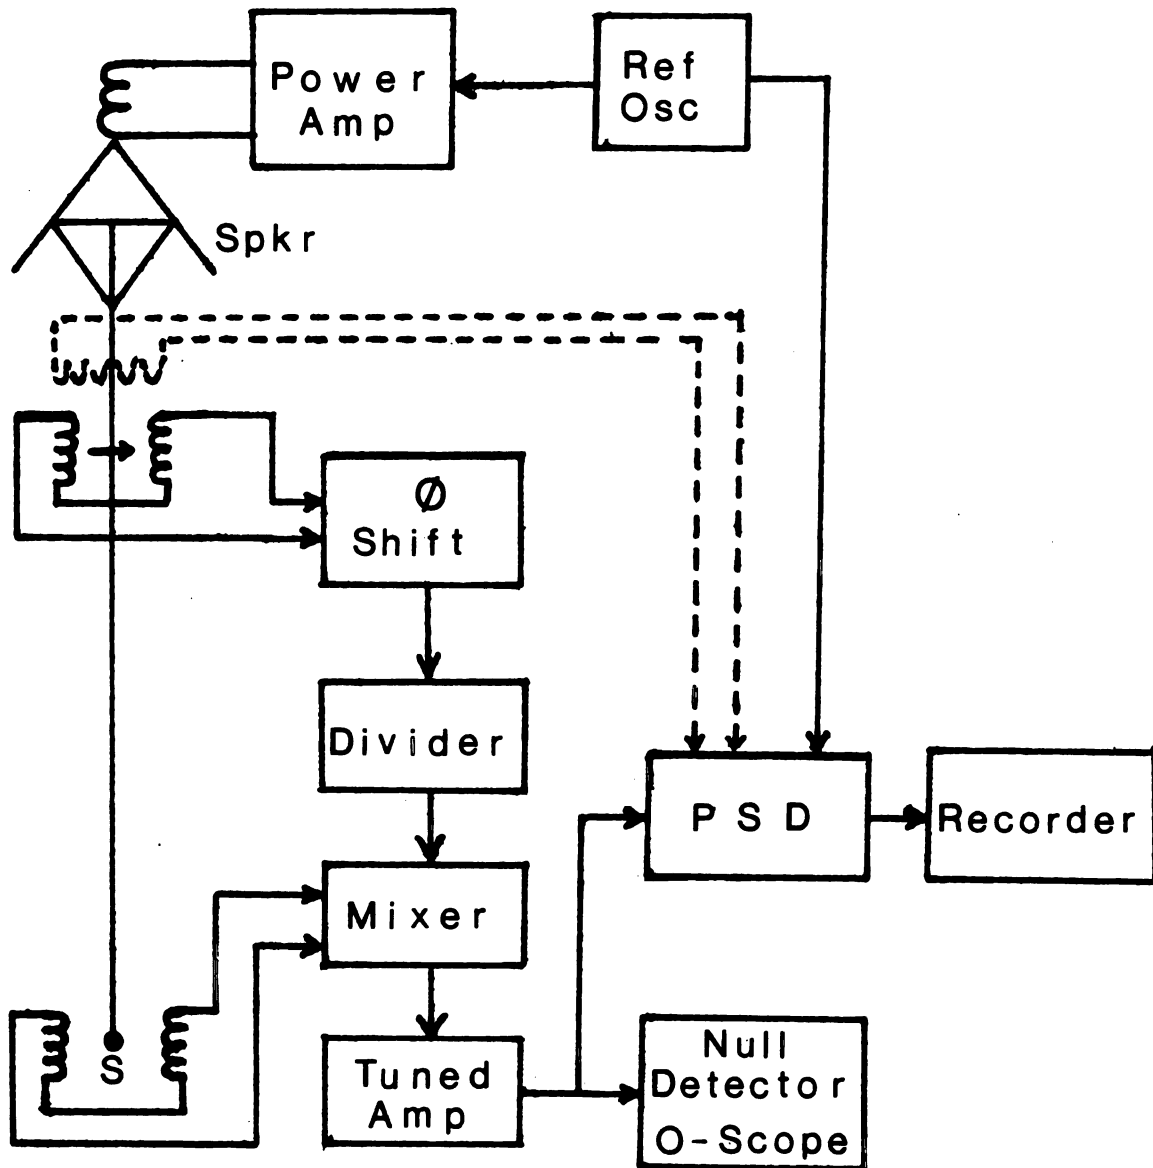 Power
Amp
Ref
Osc
Spkr
Ø
Shift
Divider
PSD
Recorder
Mixer
S
Tuned
Amp
Null
Detector
O-Scope